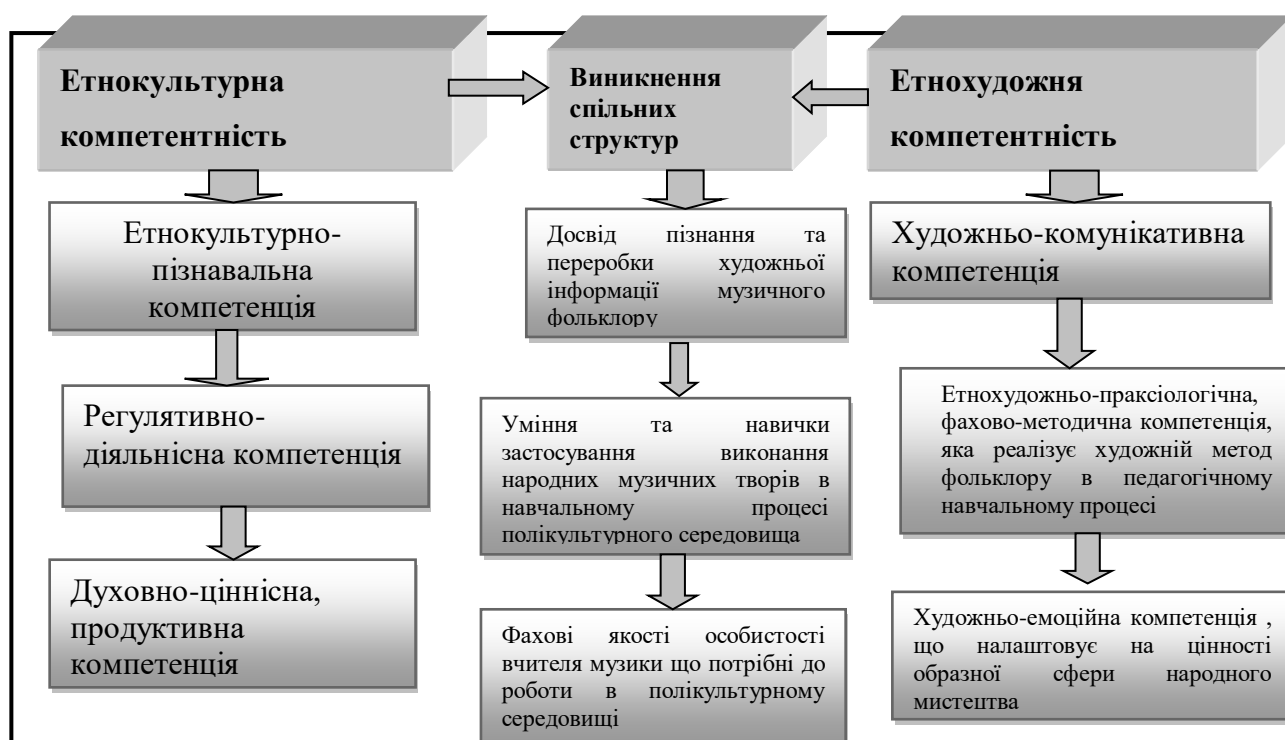 Етнокультурна
компетентність
Виникнення
спільних
структур
Етнохудожня
компетентність
Етнокультурно-
пізнавальна
компетенція
Досвід пізнання та
переробки художньої
інформації музичного
фольклору
Художньо-комунікативна
компетенція
Регулятивно-
діяльнісна компетенція
Уміння та навички
застосування виконання
народних музичних творів в
навчальному процесі
полікультурного середовища
Етнохудожньо-праксіологічна,
фахово-методична компетенція,
яка реалізує художній метод
фольклору в педагогічному
навчальному процесі
Духовно-ціннісна,
продуктивна
компетенція
Фахові якості особистості
вчителя музики що потрібні до
роботи в полікультурному
середовищі
Художньо-емоційна компетенція ,
що налаштовує на цінності
образної сфери народного
мистецтва